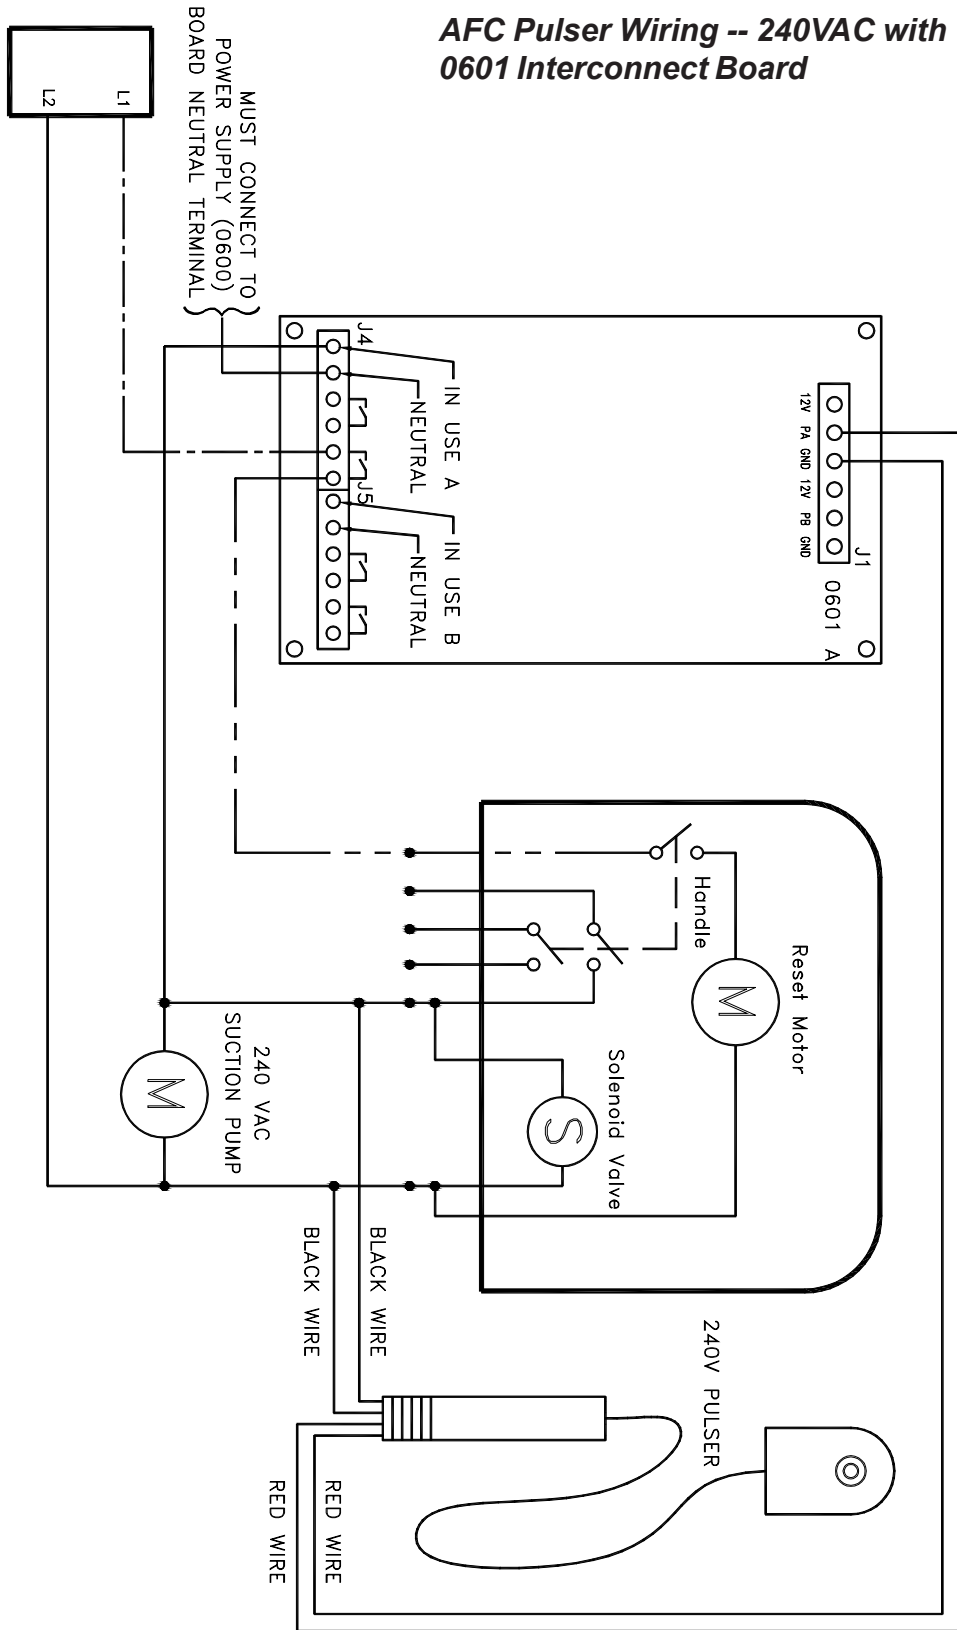 AFC Pulser Wiring -- 240VAC with
0601 Interconnect Board
L1
L2
MUST CONNECT TO
POWER SUPPLY (0600)
BOARD NEUTRAL TERMINAL
J4
IN USE A
NEUTRAL
J5
IN USE B
NEUTRAL
12V
PA
GND
12V
PB
GND
J1
0601 A
Handle
Reset Motor
M
Solenoid Valve
S
240 VAC
SUCTION PUMP
M
BLACK WIRE
BLACK WIRE
240V PULSER
RED WIRE
RED WIRE